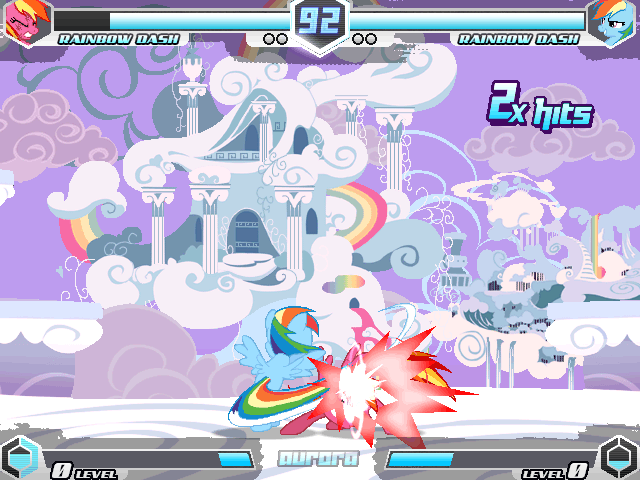 92
RAINBOW DASH
RAINBOW DASH
2x hits
0 LEVEL
aurora
LEVEL 0